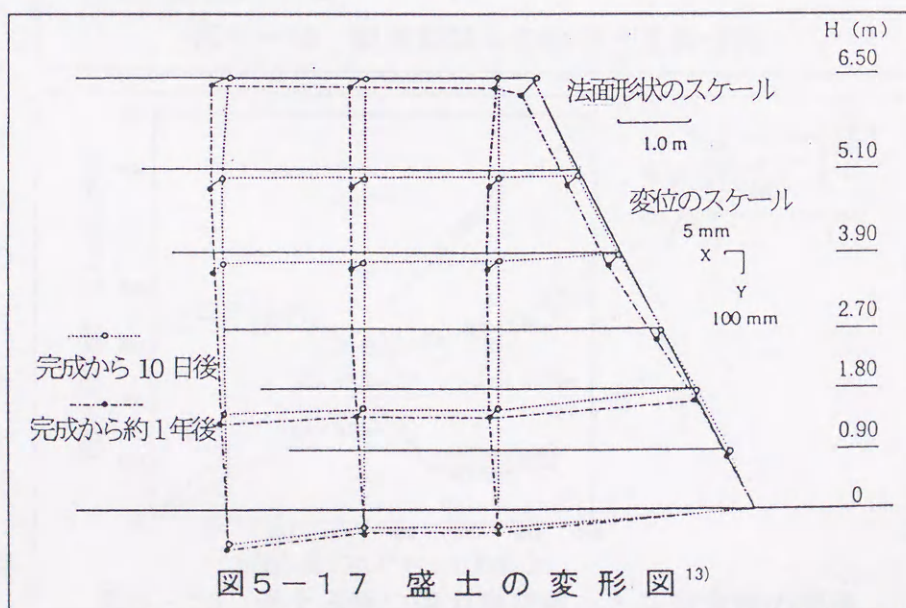 H (m)
6.50
法面形状のスケール
1.0 m
5.10
変位のスケール
5 mm
3.90
X
Y
100 mm
2.70
完成から 10 日後
1.80
完成から約 1 年後
0.90
0
図5－17 盛土の変形図 13)